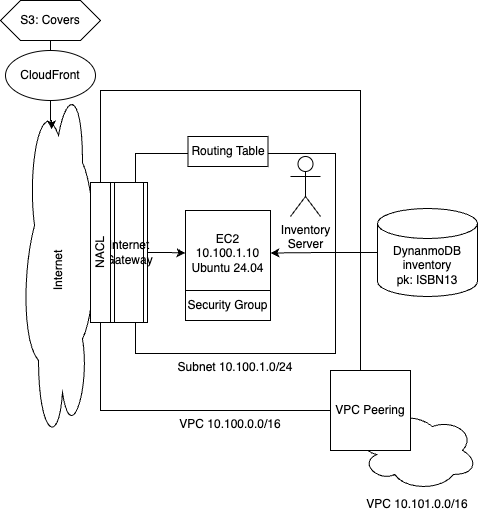 S3: Covers
CloudFront
Routing Table
Internet
NACL
Internet
Gateway
EC2
10.100.1.10
Ubuntu 24.04
Security Group
Inventory
Server
DynanmoDB
inventory
pk: ISBN13
Subnet 10.100.1.0/24
VPC Peering
VPC 10.100.0.0/16
VPC 10.101.0.0/16